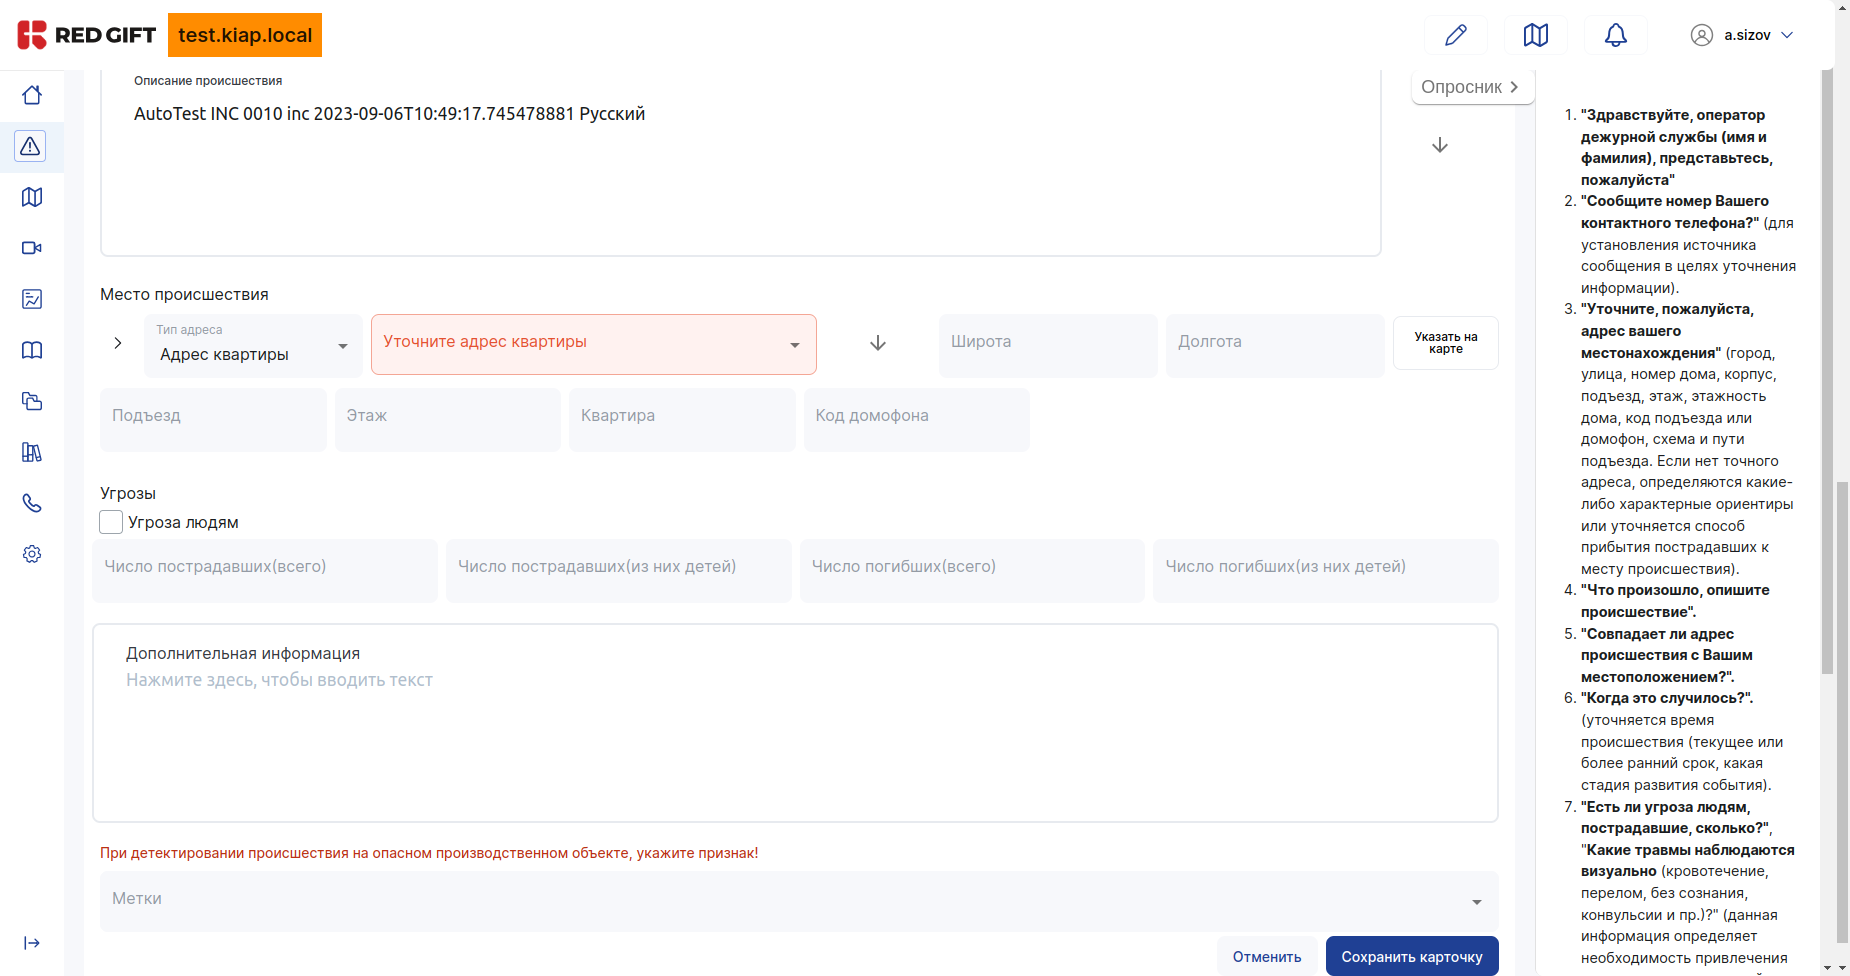 RED GIFT
test.kiap.local
a.sizov
Описание происшествия
AutoTest INC 0010 inc 2023-09-06T10:49:17.745478881 Русский
Опросник
Место происшествия
Тип адреса
Адрес квартиры
Уточните адрес квартиры
Широта
Долгота
Указать на
карте
Подъезд
Этаж
Квартира
Код домофона
Угрозы
Угроза людям
Число пострадавших(всего)
Число пострадавших(из них детей)
Число погибших(всего)
Число погибших(из них детей)
Дополнительная информация
Нажмите здесь, чтобы вводить текст
При детектировании происшествия на опасном производственном объекте, укажите признак!
Метки
Отменить
Сохранить карточку
1. "Здравствуйте, оператор
дежурной службы (имя и
фамилия), представьтесь,
пожалуйста"
2. "Сообщите номер Вашего
контактного телефона?" (для
установления источника
сообщения в целях уточнения
информации).
3. "Уточните, пожалуйста,
адрес вашего
местонахождения" (город,
улица, номер дома, корпус,
подъезд, этаж, этажность
дома, код подъезда или
домофон, схема и пути
подъезда. Если нет точного
адреса, определяются какие-
либо характерные ориентиры
или уточняется способ
прибытия пострадавших к
месту происшествия).
4. "Что произошло, опишите
происшествие".
5. "Совпадает ли адрес
происшествия с Вашим
местоположением?".
6. "Когда это случилось?".
(уточняется время
происшествия (текущее или
более ранний срок, какая
стадия развития события).
7. "Есть ли угроза людям,
пострадавшие, сколько?",
"Какие травмы наблюдаются
визуально (кровотечение,
перелом, без сознания,
конвульсии и пр.)?" (данная
информация определяет
необходимость привлечения